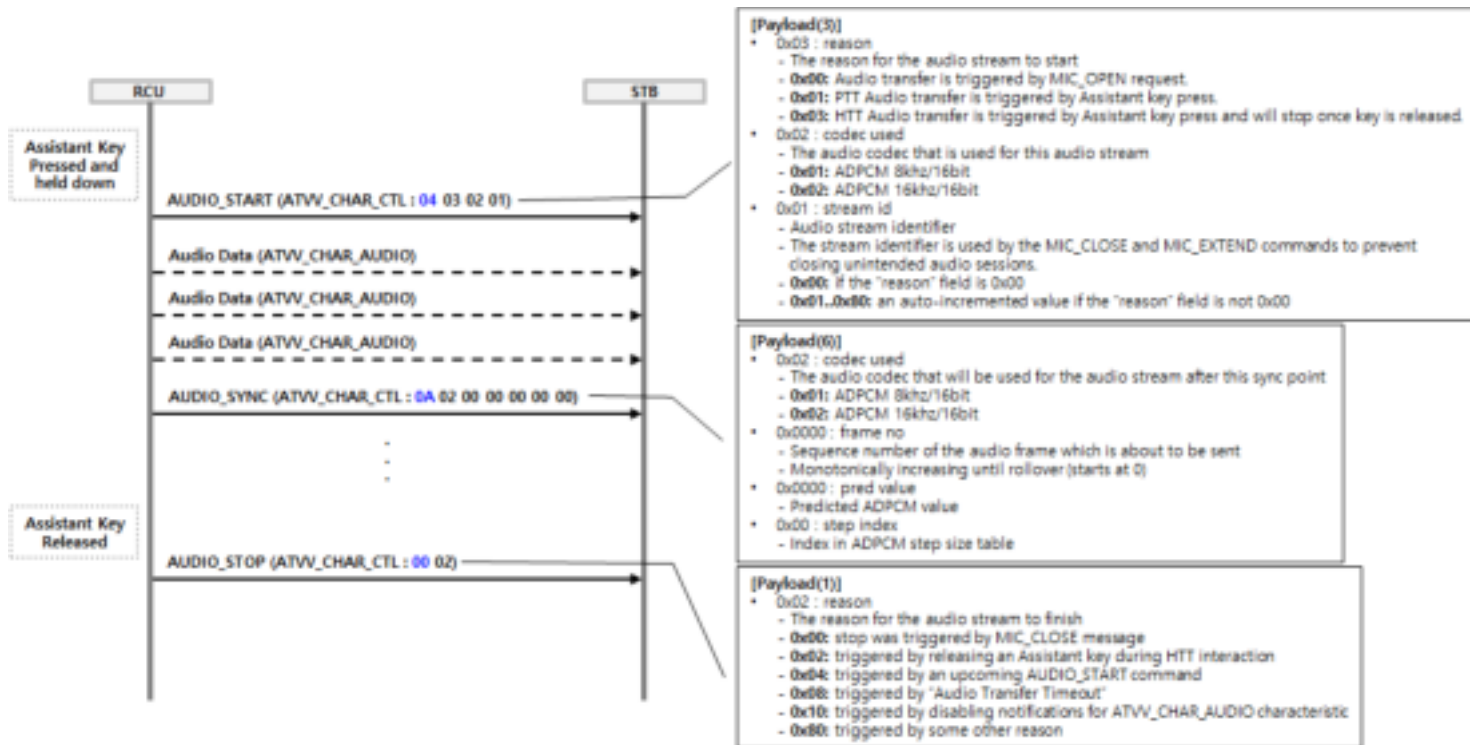 RCU
STB
Assistant Key
Pressed and
held down
AUDIO_START (ATVV_CHAR_CTL : 04 03 02 01)
Audio Data (ATVV_CHAR_AUDIO)
Audio Data (ATVV_CHAR_AUDIO)
Audio Data (ATVV_CHAR_AUDIO)
AUDIO_SYNC (ATVV_CHAR_CTL : 0A 02 00 00 00 00 00)
Assistant Key
Released
AUDIO_STOP (ATVV_CHAR_CTL : 00 02)
[Payload(3)]
• 0x03 : reason
- The reason for the audio stream to start
- 0x00: Audio transfer is triggered by MIC_OPEN request.
- 0x01: PTT Audio transfer is triggered by Assistant key press.
- 0x03: HTT Audio transfer is triggered by Assistant key press and will stop once key is released.
• 0x02 : codec used
- The audio codec that is used for this audio stream
- 0x01: ADPCM 8khz/16bit
- 0x02: ADPCM 16khz/16bit
• 0x01 : stream id
- Audio stream identifier
- The stream identifier is used by the MIC_CLOSE and MIC_EXTEND commands to prevent
closing unintended audio sessions.
- 0x00: if the "reason" field is 0x00
- 0x01..0x80: an auto-incremented value if the "reason" field is not 0x00
[Payload(6)]
• 0x02 : codec used
- The audio codec that will be used for the audio stream after this sync point
- 0x01: ADPCM 8khz/16bit
- 0x02: ADPCM 16khz/16bit
• 0x0000 : frame no
- Sequence number of the audio frame which is about to be sent
- Monotonically increasing until rollover (starts at 0)
• 0x0000 : pred value
- Predicted ADPCM value
• 0x00 : step index
- Index in ADPCM step size table
[Payload(1)]
• 0x02 : reason
- The reason for the audio stream to finish
- 0x00: stop was triggered by MIC_CLOSE message
- 0x02: triggered by releasing an Assistant key during HTT interaction
- 0x04: triggered by an upcoming AUDIO_START command
- 0x08: triggered by "Audio Transfer Timeout"
- 0x10: triggered by disabling notifications for ATVV_CHAR_AUDIO characteristic
- 0x80: triggered by some other reason